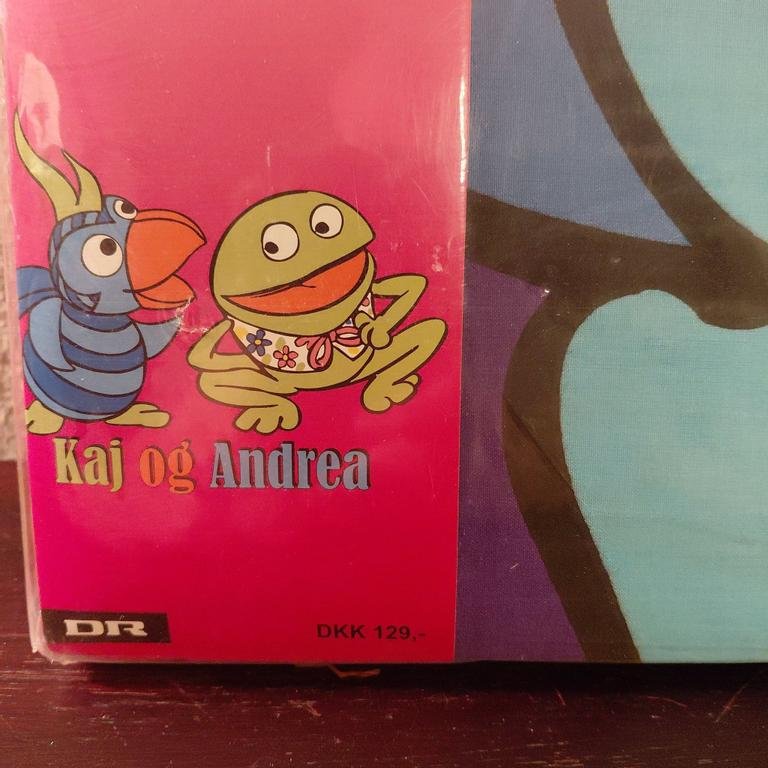 Kaj og Andrea
DR
DKK 129,-